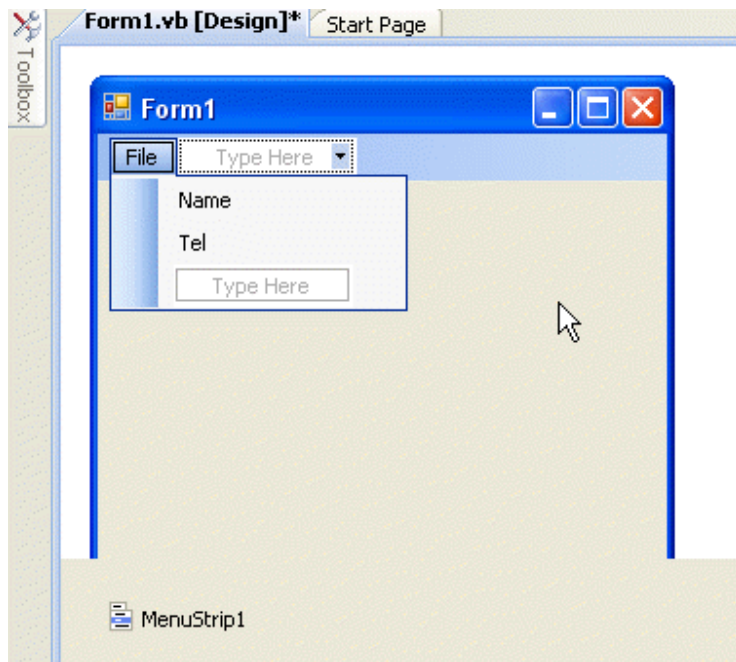 Form1.vb [Design]* Start Page
Toolbox
Form1
File Type Here
Name
Tel
Type Here
MenuStrip1